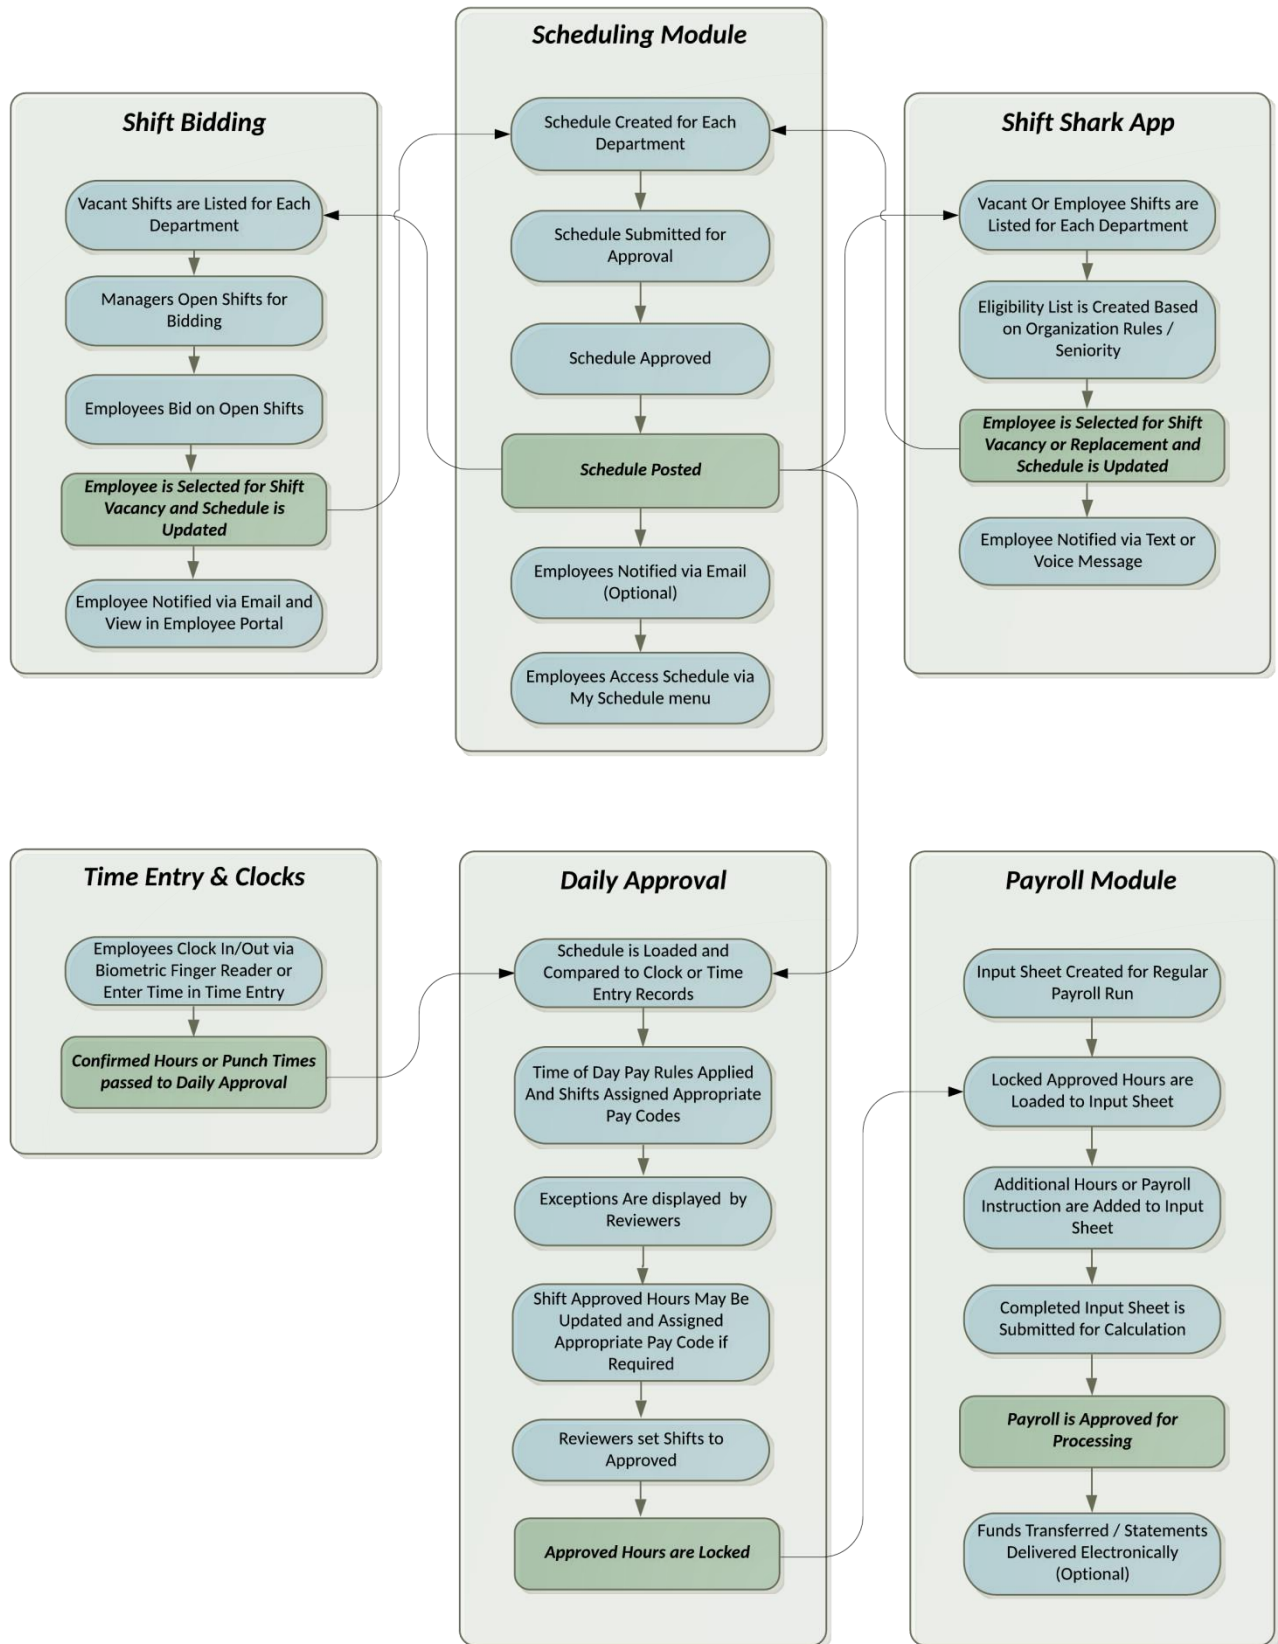 Scheduling Module
Schedule Created for Each
Department
Schedule Submitted for
Approval
Schedule Approved
Schedule Posted
Employees Notified via Email
(Optional)
Employees Access Schedule via
My Schedule menu
Shift Bidding
Vacant Shifts are Listed for Each
Department
Managers Open Shifts for
Bidding
Employees Bid on Open Shifts
Employee is Selected for Shift
Vacancy and Schedule is
Updated
Employee Notified via Email and
View in Employee Portal
Shift Shark App
Vacant Or Employee Shifts are
Listed for Each Department
Eligibility List is Created Based
on Organization Rules /
Seniority
Employee is Selected for Shift
Vacancy or Replacement and
Schedule is Updated
Employee Notified via Text or
Voice Message
Time Entry & Clocks
Employees Clock In/Out via
Biometric Finger Reader or
Enter Time in Time Entry
Confirmed Hours or Punch Times
passed to Daily Approval
Daily Approval
Schedule is Loaded and
Compared to Clock or Time
Entry Records
Time of Day Pay Rules Applied
And Shifts Assigned Appropriate
Pay Codes
Exceptions Are displayed by
Reviewers
Shift Approved Hours May Be
Updated and Assigned
Appropriate Pay Code if
Required
Reviewers set Shifts to
Approved
Approved Hours are Locked
Payroll Module
Input Sheet Created for Regular
Payroll Run
Locked Approved Hours are
Loaded to Input Sheet
Additional Hours or Payroll
Instruction are Added to Input
Sheet
Completed Input Sheet is
Submitted for Calculation
Payroll is Approved for
Processing
Funds Transferred / Statements
Delivered Electronically
(Optional)